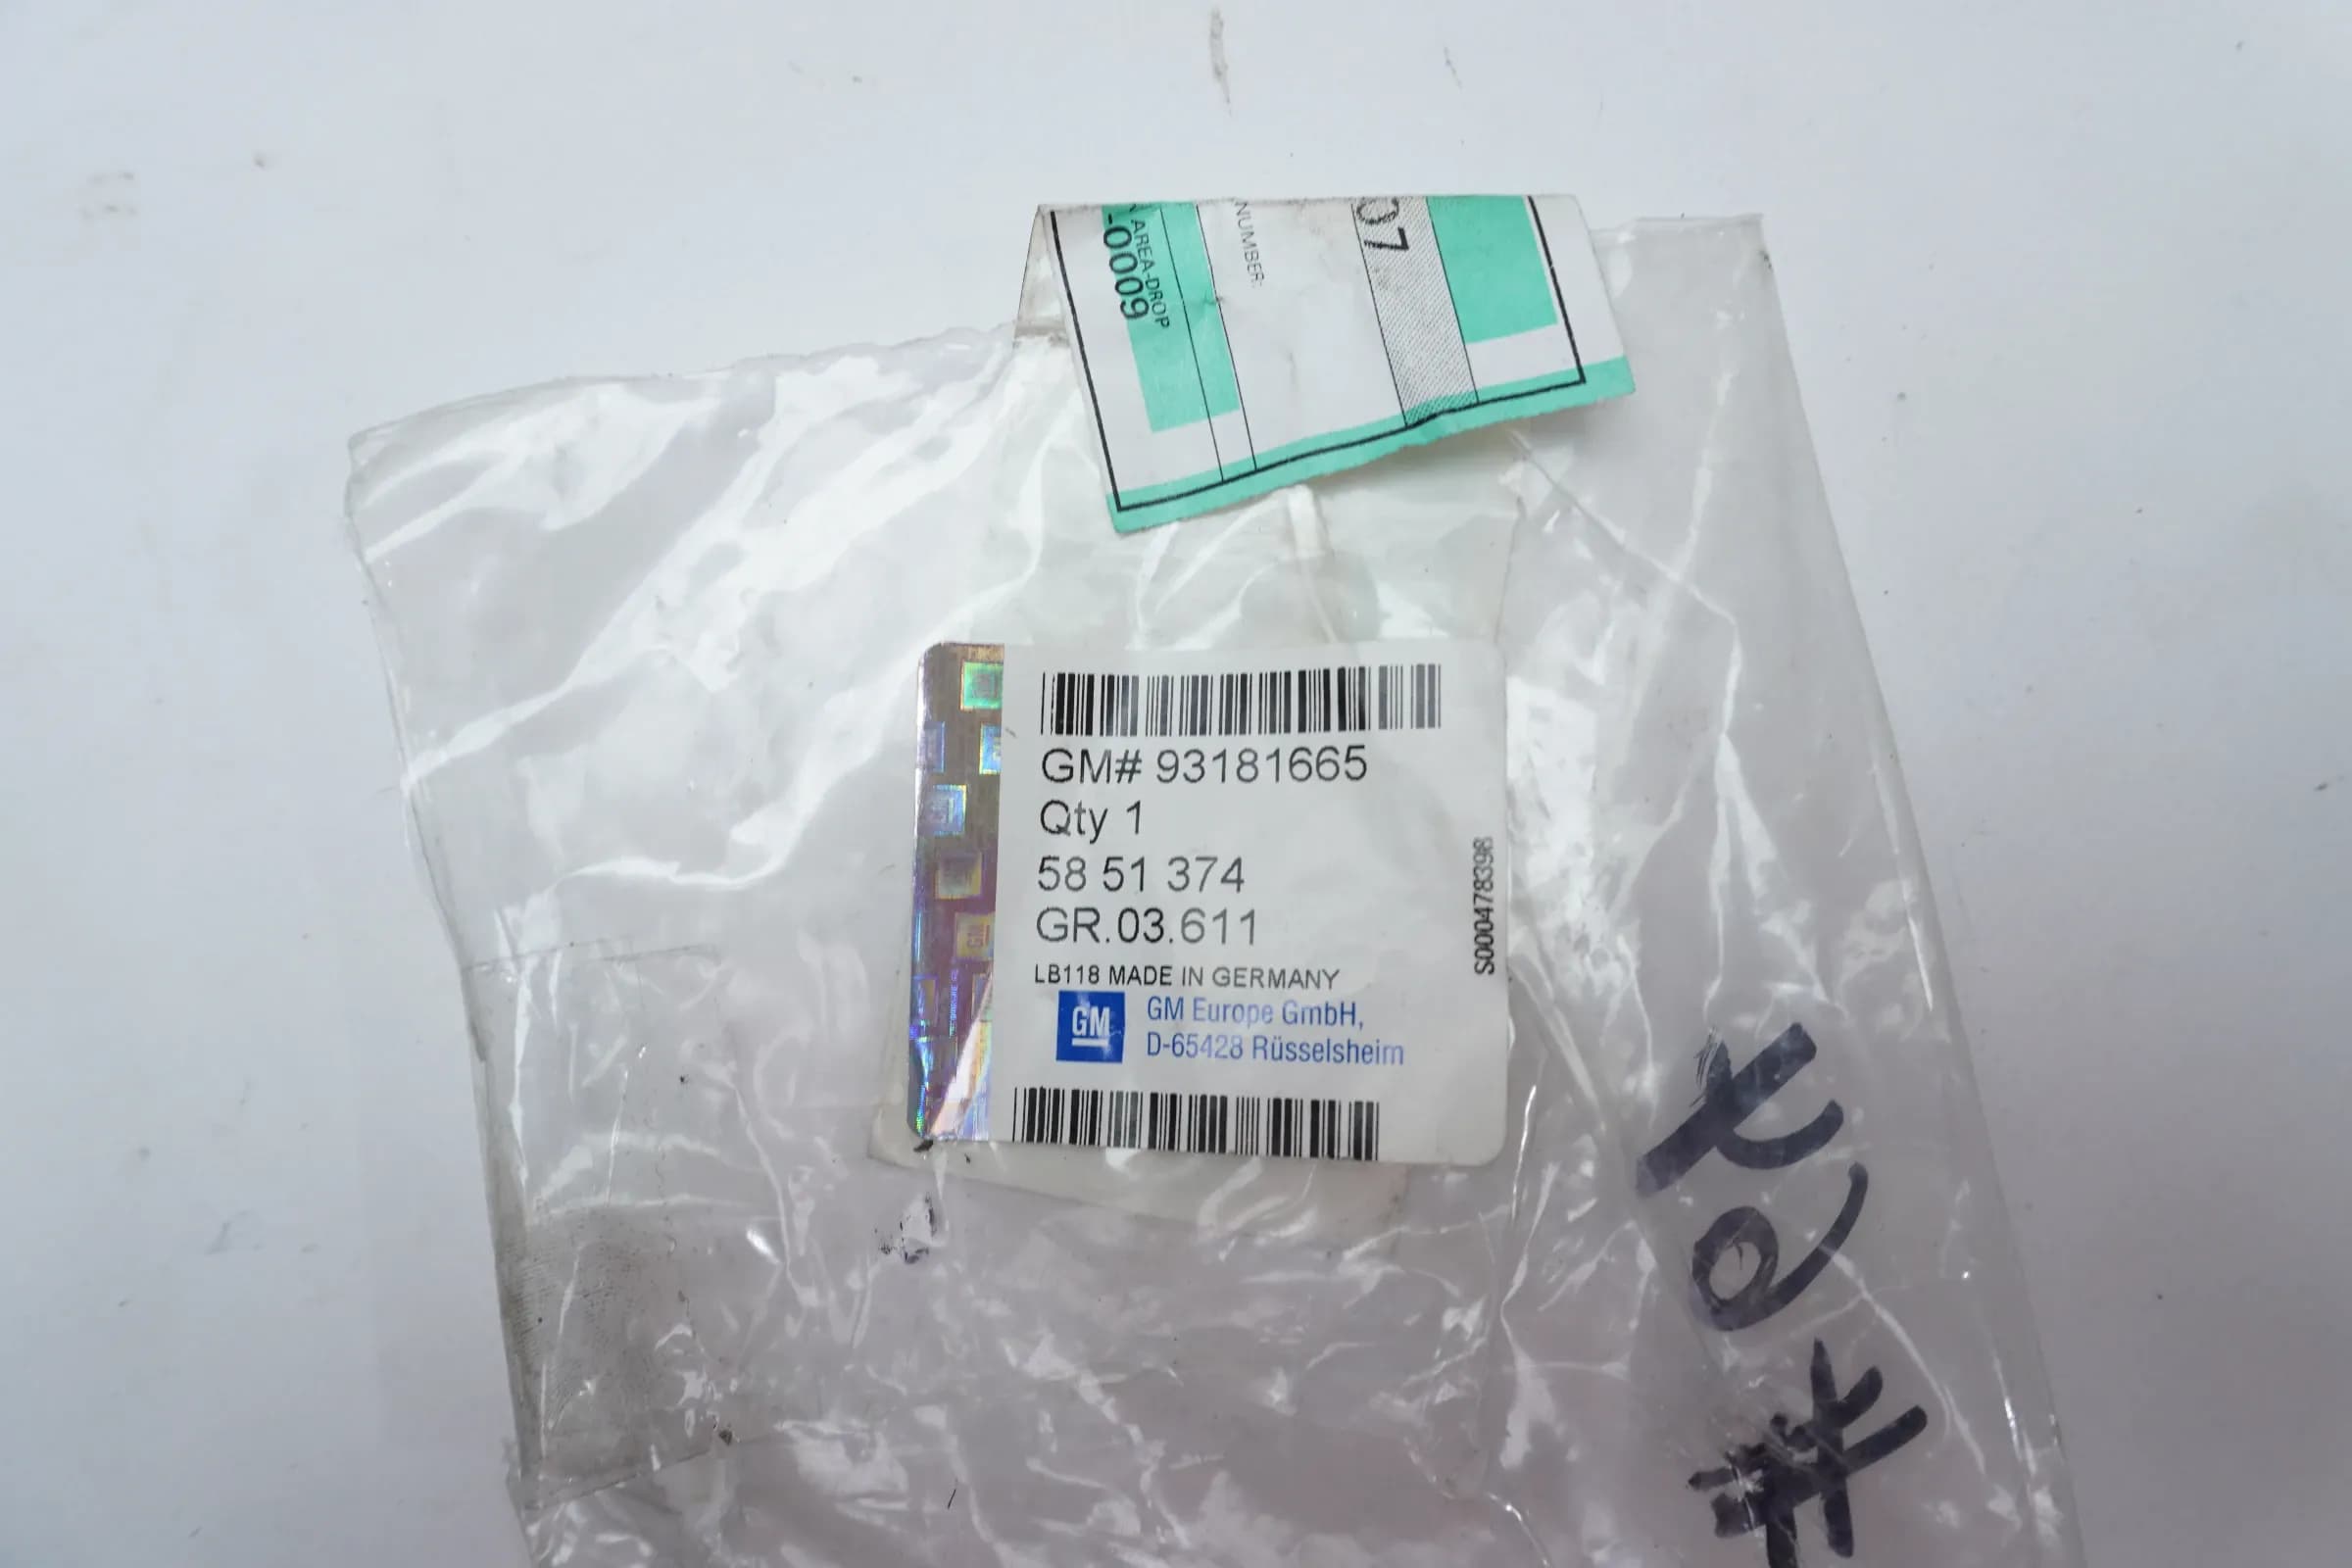 AREA-DROP
-00009
NUMBER:
07
GM# 93181665
Qty 1
58 51 374
GR.03.611
LB118 MADE IN GERMANY
GM
GM Europe GmbH,
D-65428 Rüsselsheim
S000478398